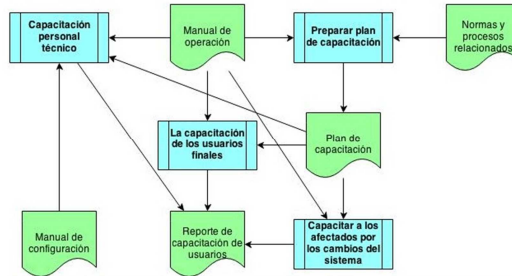 Capacitación
personal
técnico
Manual de
operación
Preparar plan
de capacitación
Normas y
procesos
relacionados
La capacitación
de los usuarios
finales
Plan de
capacitación
Manual de
configuración
Reporte de
capacitación de
usuarios
Capacitar a los
afectados por
los cambios del
sistema